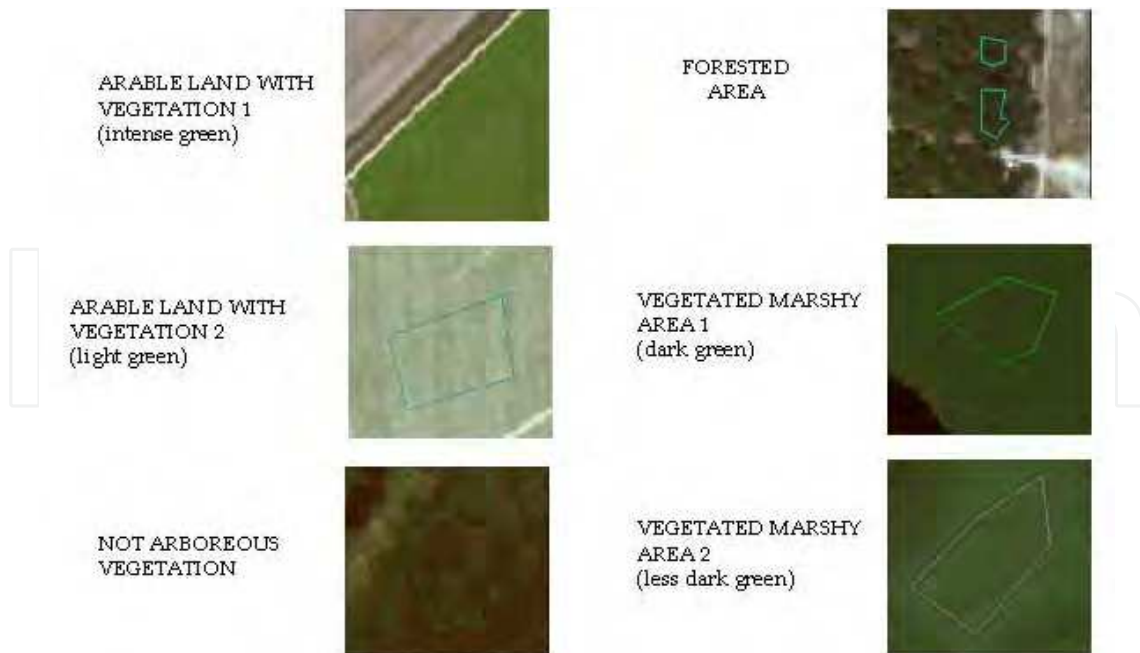 ARABLE LAND WITH
VEGETATION 1
(intense green)
FORESTED
AREA
ARABLE LAND WITH
VEGETATION 2
(light green)
VEGETATED MARSHY
AREA 1
(dark green)
NOT ARBOREOUS
VEGETATION
VEGETATED MARSHY
AREA 2
(less dark green)